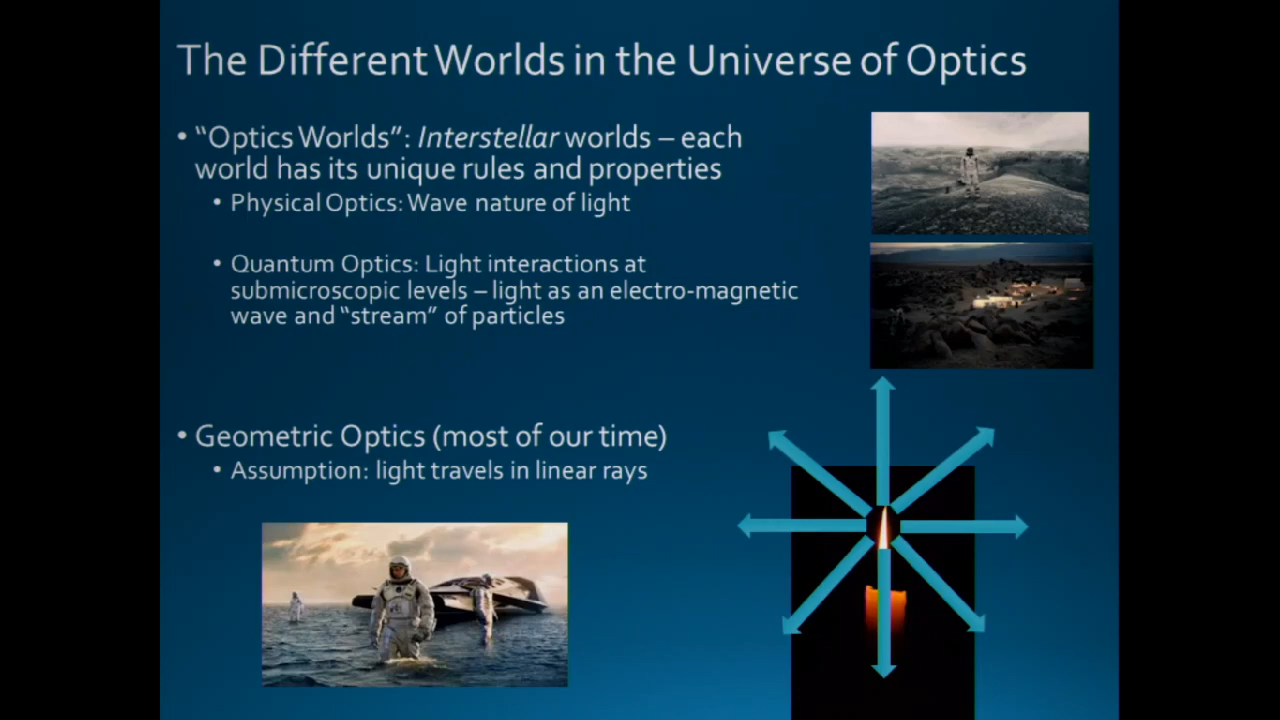 The Different Worlds in the Universe of Optics
• “Optics Worlds”: Interstellar worlds – each
world has its unique rules and properties
• Physical Optics: Wave nature of light
• Quantum Optics: Light interactions at
submicroscopic levels – light as an electro-magnetic
wave and “stream” of particles
• Geometric Optics (most of our time)
• Assumption: light travels in linear rays